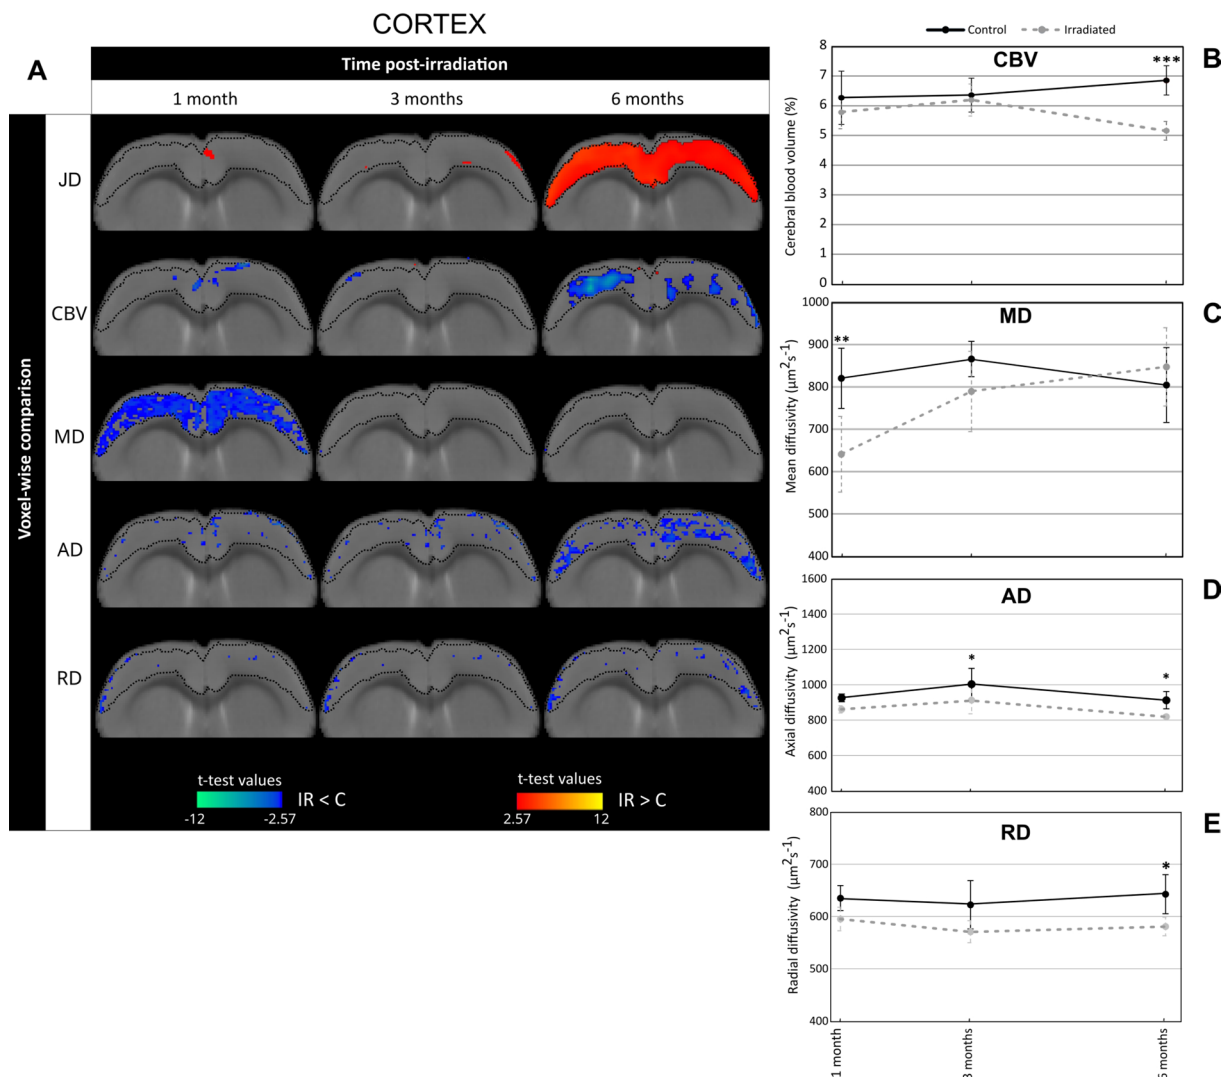 CORTEX
A
Time post-irradiation
1 month 3 months 6 months
Voxel-wise comparison
JD
CBV
MD
AD
RD
t-test values
IR < C
-12 -2.57
t-test values
IR > C
2.57 12
Control Irradiated
B
CBV
***
Cerebral blood volume (%)
8
7
6
5
4
3
2
1
0
C
MD
**
Mean diffusivity (µm²s⁻¹)
1000
900
800
700
600
500
400
D
AD
*
*
Axial diffusivity (µm²s⁻¹)
1600
1400
1200
1000
800
600
400
E
RD
*
Radial diffusivity (µm²s⁻¹)
800
700
600
500
400
1 month
3 months
6 months